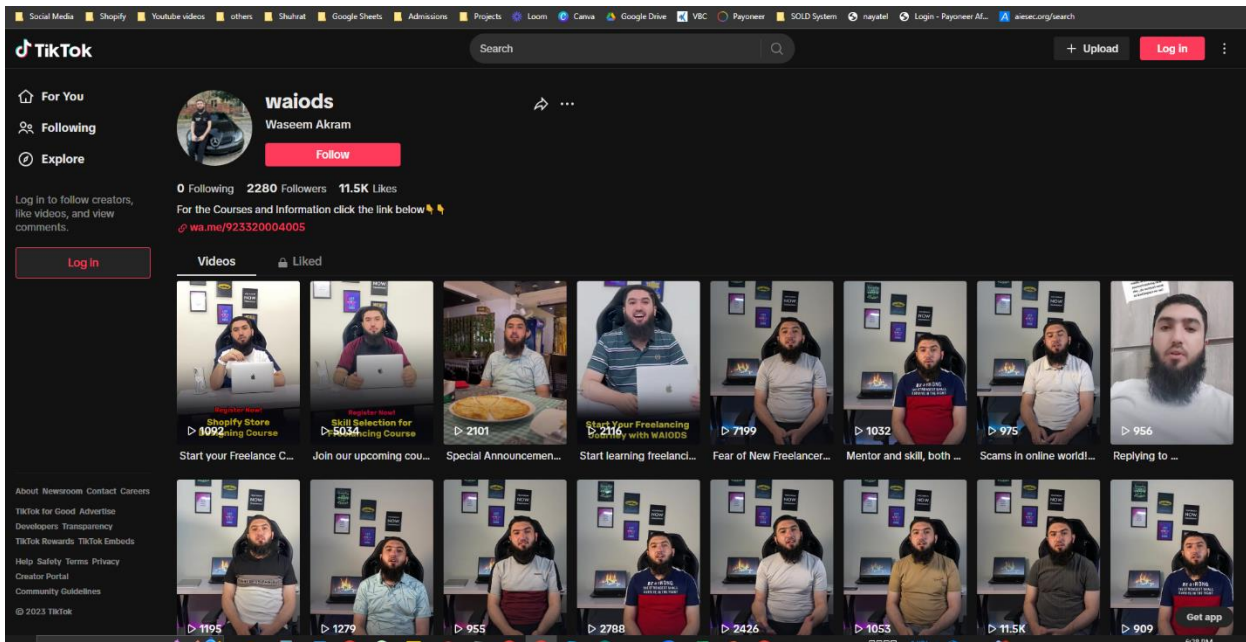 Social Media Shopify Youtube videos others Shuhrat Google Sheets Admissions Projects Loom Canva Google Drive VBC Payoneer SOLD System nayatel Login - Payoneer Af... aiesec.org/search
TikTok
Search
+ Upload
Log in
For You
Following
Explore
Log in to follow creators,
like videos, and view
comments.
Log in
waiods
Waseem Akram
Follow
0 Following 2280 Followers 11.5K Likes
For the Courses and Information click the link below👇👇
wa.me/923320004005
Videos Liked
Register Now!
Shopify Store
Designing Course
1092
Start your Freelance C...
Register Now!
Skill Selection for
Freelancing Course
5034
Join our upcoming cou...
2101
Special Announcemen...
Start Your Freelancing
Journey with WAIODS
2116
Start learning freelanci...
7199
Fear of New Freelancer...
1032
Mentor and skill, both ...
975
Scams in online world!...
956
Replying to ...
1195
1279
955
2788
2426
1053
11.5K
909
About Newsroom Contact Careers
TikTok for Good Advertise
Developers Transparency
TikTok Rewards TikTok Embeds
Help Safety Terms Privacy
Creator Portal
Community Guidelines
© 2023 TikTok
Get app